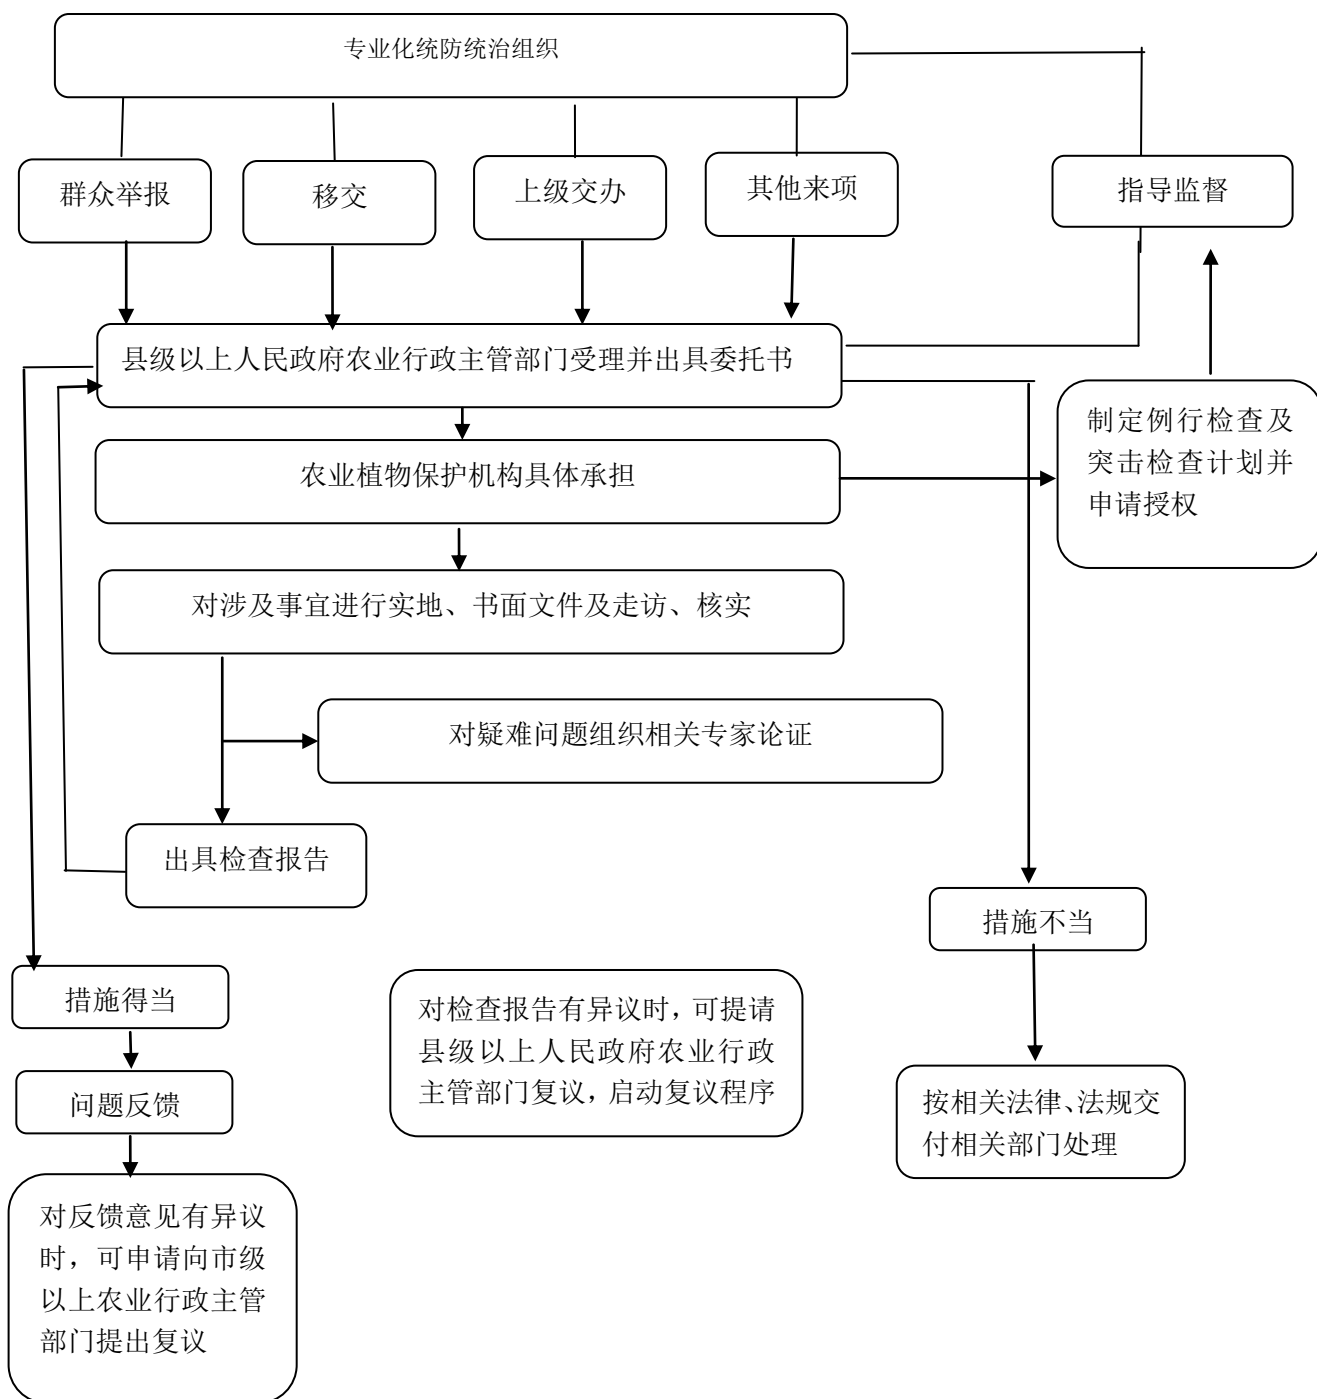 专业化统防统治组织
群众举报
移交
上级交办
其他来项
指导监督
县级以上人民政府农业行政主管部门受理并出具委托书
制定例行检查及
突击检查计划并
申请授权
农业植物保护机构具体承担
对涉及事宜进行实地、书面文件及走访、核实
对疑难问题组织相关专家论证
出具检查报告
措施不当
措施得当
对检查报告有异议时，可提请
县级以上人民政府农业行政
主管部门复议，启动复议程序
问题反馈
按相关法律、法规交
付相关部门处理
对反馈意见有异议
时，可申请向市级
以上农业行政主管
部门提出复议